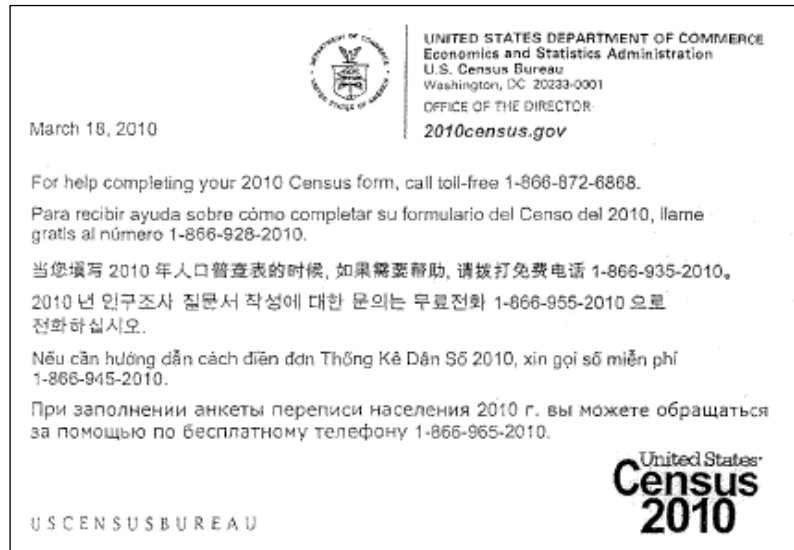 DEPARTMENT OF COMMERCE
UNITED STATES OF AMERICA
UNITED STATES DEPARTMENT OF COMMERCE
Economics and Statistics Administration
U.S. Census Bureau
Washington, DC 20233-0001
OFFICE OF THE DIRECTOR
2010census.gov
March 18, 2010
For help completing your 2010 Census form, call toll-free 1-866-872-6868.
Para recibir ayuda sobre cómo completar su formulario del Censo del 2010, llame
gratis al número 1-866-928-2010.
当您填写 2010 年人口普查表的时候, 如果需要帮助, 请拨打免费电话 1-866-935-2010。
2010 년 인구조사 질문서 작성에 대한 문의는 무료전화 1-866-955-2010 으로
전화하십시오.
Nếu cần hướng dẫn cách điền đơn Thống Kê Dân Số 2010, xin gọi số miễn phí
1-866-945-2010.
При заполнении анкеты переписи населения 2010 г. вы можете обращаться
за помощью по бесплатному телефону 1-866-965-2010.
United States
Census
2010
USCENSUSBUREAU